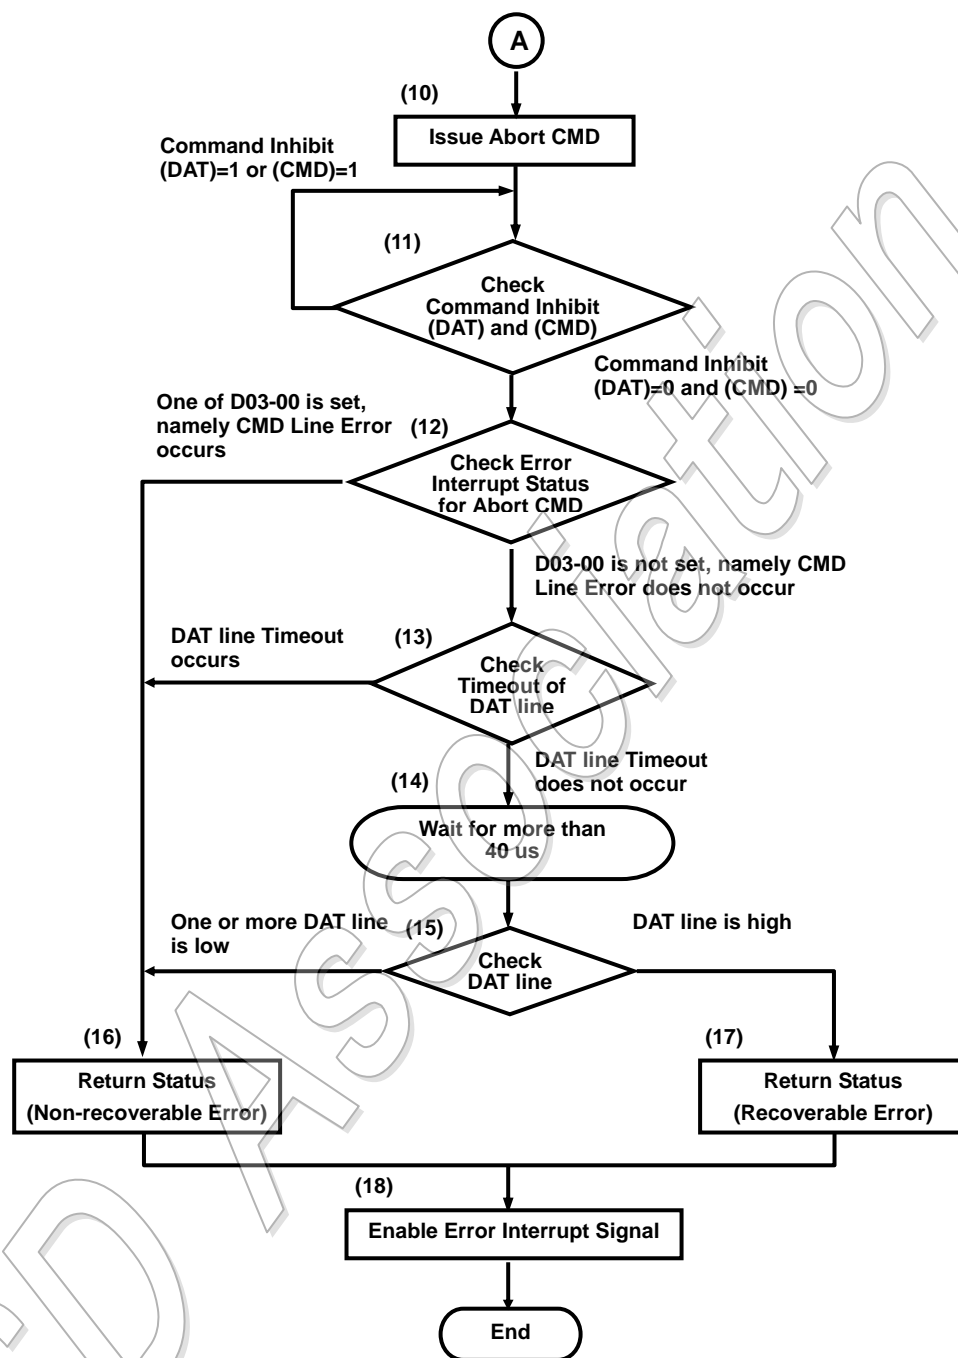 A
(10)
Issue Abort CMD
Command Inhibit
(DAT)=1 or (CMD)=1
(11)
Check
Command Inhibit
(DAT) and (CMD)
Command Inhibit
(DAT)=0 and (CMD) =0
One of D03-00 is set,
namely CMD Line Error
occurs
(12)
Check Error
Interrupt Status
for Abort CMD
D03-00 is not set, namely CMD
Line Error does not occur
DAT line Timeout
occurs
(13)
Check
Timeout of
DAT line
DAT line Timeout
does not occur
(14)
Wait for more than
40 us
One or more DAT line
is low
(15)
Check
DAT line
DAT line is high
(16)
Return Status
(Non-recoverable Error)
(17)
Return Status
(Recoverable Error)
(18)
Enable Error Interrupt Signal
End
D Association